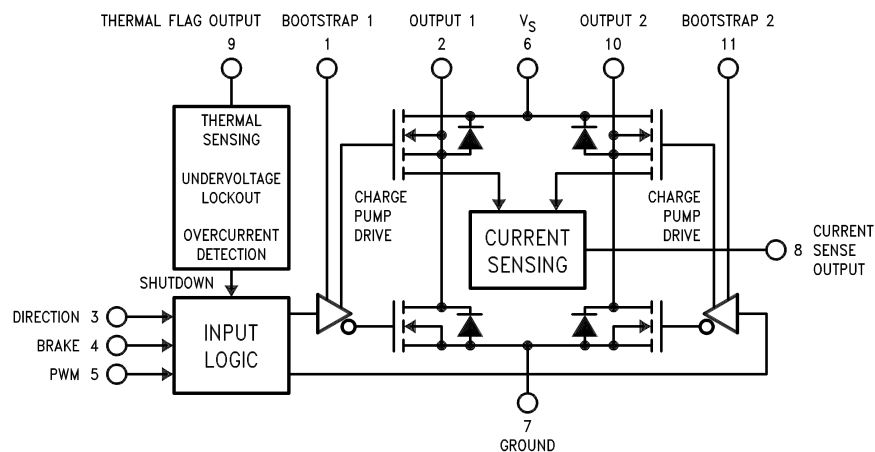 THERMAL FLAG OUTPUT
9
BOOTSTRAP 1
1
OUTPUT 1
2
VS
6
OUTPUT 2
10
BOOTSTRAP 2
11
THERMAL
SENSING
UNDERVOLTAGE
LOCKOUT
OVERCURRENT
DETECTION
SHUTDOWN
CHARGE
PUMP
DRIVE
CURRENT
SENSING
CHARGE
PUMP
DRIVE
8
CURRENT
SENSE
OUTPUT
DIRECTION 3
BRAKE 4
PWM 5
INPUT
LOGIC
7
GROUND